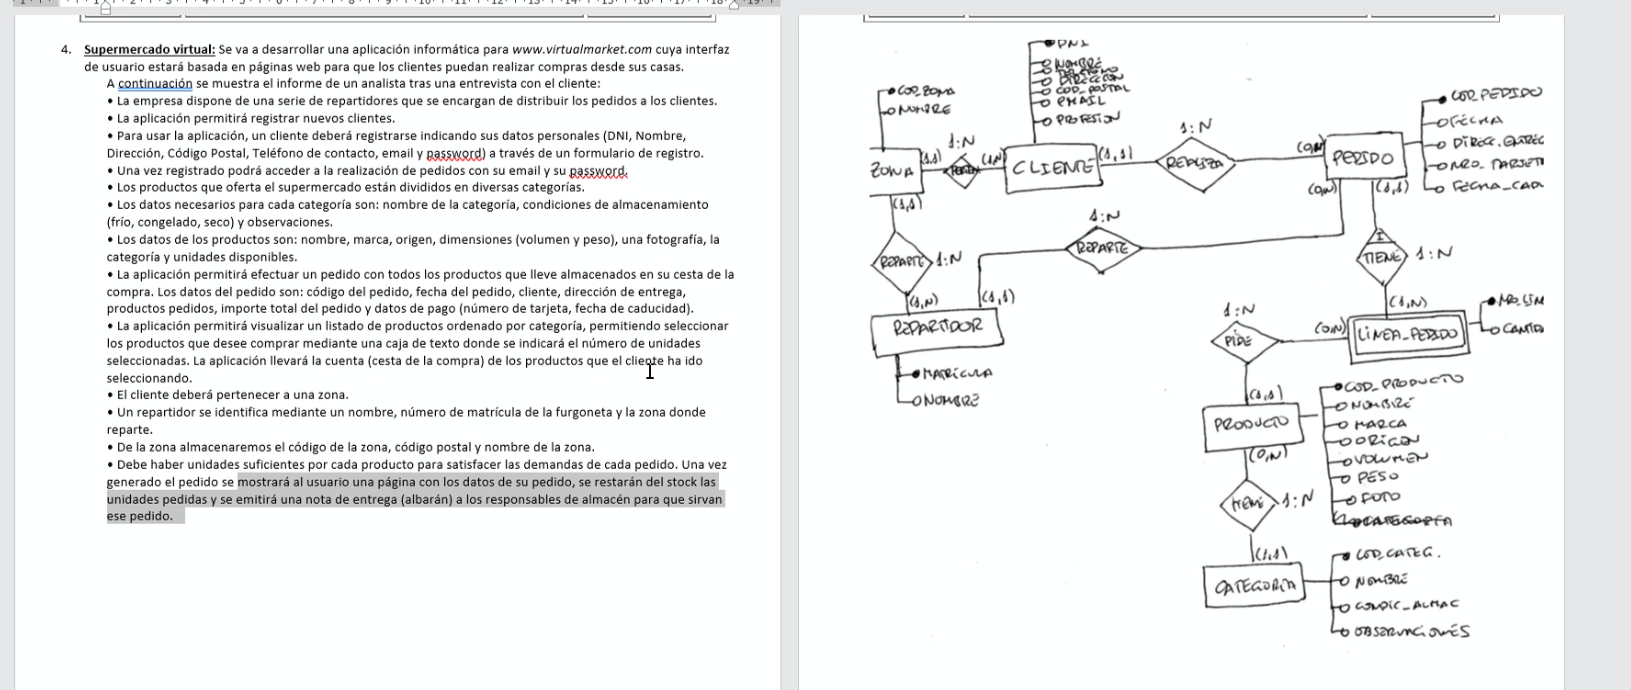 4. Supermercado virtual: Se va a desarrollar una aplicación informática para www.virtualmarket.com cuya interfaz
de usuario estará basada en páginas web para que los clientes puedan realizar compras desde sus casas.
A continuación se muestra el informe de un analista tras una entrevista con el cliente:
• La empresa dispone de una serie de repartidores que se encargan de distribuir los pedidos a los clientes.
• La aplicación permitirá registrar nuevos clientes.
• Para usar la aplicación, un cliente deberá registrarse indicando sus datos personales (DNI, Nombre,
Dirección, Código Postal, Teléfono de contacto, email y password) a través de un formulario de registro.
• Una vez registrado podrá acceder a la realización de pedidos con su email y su password.
• Los productos que oferta el supermercado están divididos en diversas categorías.
• Los datos necesarios para cada categoría son: nombre de la categoría, condiciones de almacenamiento
(frío, congelado, seco) y observaciones.
• Los datos de los productos son: nombre, marca, origen, dimensiones (volumen y peso), una fotografía, la
categoría y unidades disponibles.
• La aplicación permitirá efectuar un pedido con todos los productos que lleve almacenados en su cesta de la
compra. Los datos del pedido son: código del pedido, fecha del pedido, cliente, dirección de entrega,
productos pedidos, importe total del pedido y datos de pago (número de tarjeta, fecha de caducidad).
• La aplicación permitirá visualizar un listado de productos ordenado por categoría, permitiendo seleccionar
los productos que desee comprar mediante una caja de texto donde se indicará el número de unidades
seleccionadas. La aplicación llevará la cuenta (cesta de la compra) de los productos que el cliente ha ido
seleccionando.
• El cliente deberá pertenecer a una zona.
• Un repartidor se identifica mediante un nombre, número de matrícula de la furgoneta y la zona donde
reparte.
• De la zona almacenaremos el código de la zona, código postal y nombre de la zona.
• Debe haber unidades suficientes por cada producto para satisfacer las demandas de cada pedido. Una vez
generado el pedido se mostrará al usuario una página con los datos de su pedido, se restarán del stock las
unidades pedidas y se emitirá una nota de entrega (albarán) a los responsables de almacén para que sirvan
ese pedido.
DNI
NOMBRE
DIRECCIÓN
COD_POSTAL
EMAIL
PROFESIÓN
COD_ZONA
NOMBRE
COD_PEDIDO
FECHA
DIREC.ENTREG
NRO_TARJET
FECHA_CAD
1:N
1:N
ZONA
(1,1)
(1,N)
CLIENTE
(1,1)
REALIZA
(0,N)
PEDIDO
(1,1)
(0,N)
(1,1)
1:N
REPARTE
REPARTE
1:N
I
TIENE
1:N
(1,N)
(1,1)
REPARTIDOR
MATRÍCULA
NOMBRE
(1,N)
1:N
PIDE
(0,N)
LÍNEA_PEDIDO
NRO_LIN
CANTID
(1,1)
PRODUCTO
COD_PRODUCTO
NOMBRE
MARCA
ORIGEN
VOLUMEN
PESO
FOTO
CATEGORÍA
(0,N)
TIENE
1:N
(1,1)
CATEGORÍA
COD_CATEG.
NOMBRE
CONDIC_ALMAC
OBSERVACIONES